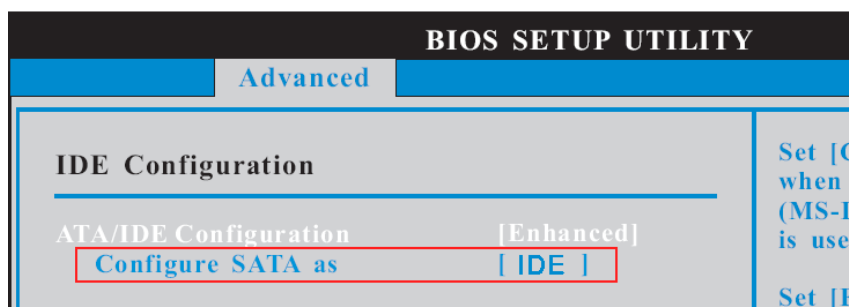 BIOS SETUP UTILITY
Advanced
IDE Configuration
ATA/IDE Configuration [Enhanced]
Configure SATA as [ IDE ]
Set [
when
is use
Set [